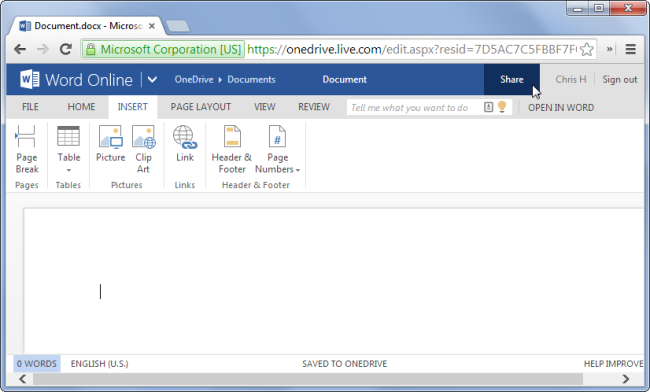 Document.docx - Microso
Microsoft Corporation [US] https://onedrive.live.com/edit.aspx?resid=7D5AC7C5FBBF7F
Word Online OneDrive Documents Document Share Chris H Sign out
FILE HOME INSERT PAGE LAYOUT VIEW REVIEW Tell me what you want to do OPEN IN WORD
Page Break Table Picture Clip Art Link Header & Footer Page Numbers
Pages Tables Pictures Links Header & Footer
0 WORDS ENGLISH (U.S.) SAVED TO ONEDRIVE HELP IMPROVE